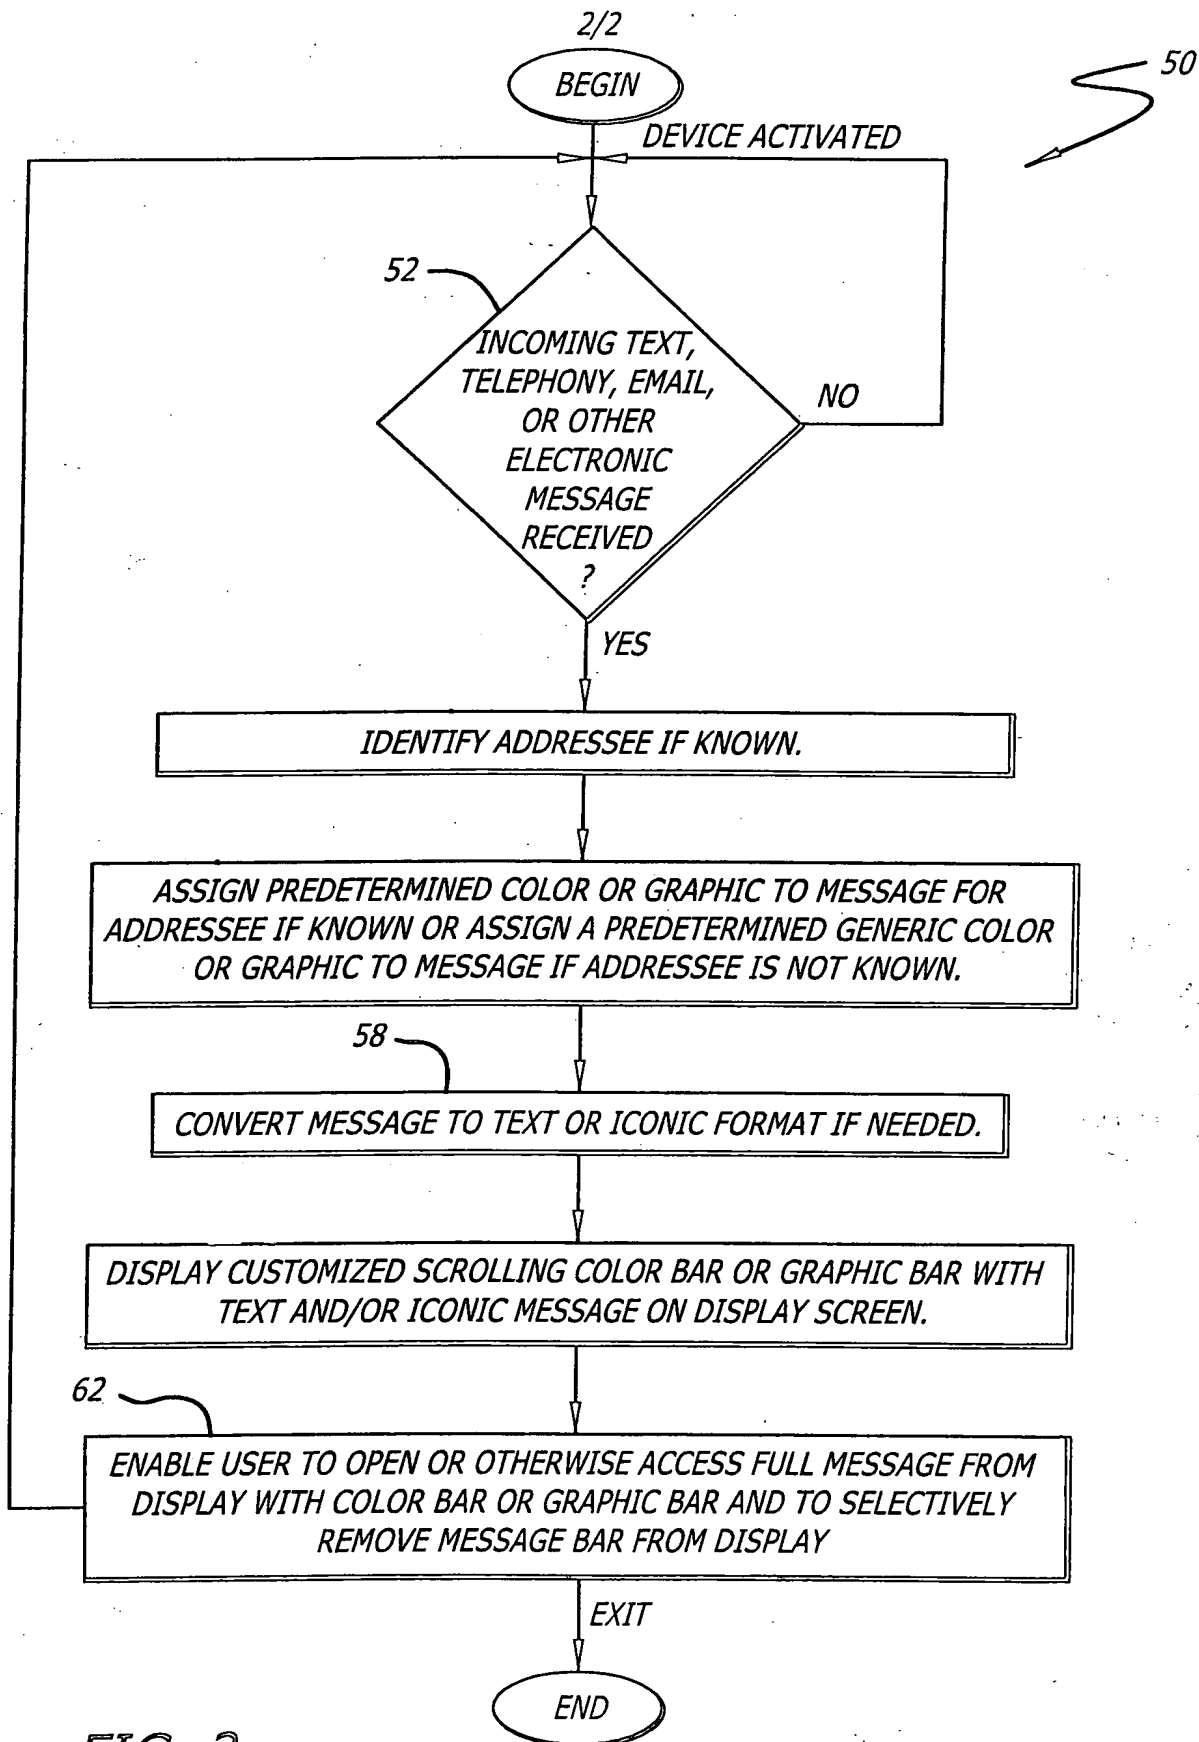 2/2
BEGIN
50
DEVICE ACTIVATED
52
INCOMING TEXT,
TELEPHONY, EMAIL,
OR OTHER
ELECTRONIC
MESSAGE
RECEIVED
?
NO
YES
IDENTIFY ADDRESSEE IF KNOWN.
ASSIGN PREDETERMINED COLOR OR GRAPHIC TO MESSAGE FOR
ADDRESSEE IF KNOWN OR ASSIGN A PREDETERMINED GENERIC COLOR
OR GRAPHIC TO MESSAGE IF ADDRESSEE IS NOT KNOWN.
58
CONVERT MESSAGE TO TEXT OR ICONIC FORMAT IF NEEDED.
DISPLAY CUSTOMIZED SCROLLING COLOR BAR OR GRAPHIC BAR WITH
TEXT AND/OR ICONIC MESSAGE ON DISPLAY SCREEN.
62
ENABLE USER TO OPEN OR OTHERWISE ACCESS FULL MESSAGE FROM
DISPLAY WITH COLOR BAR OR GRAPHIC BAR AND TO SELECTIVELY
REMOVE MESSAGE BAR FROM DISPLAY
EXIT
END
FIG.